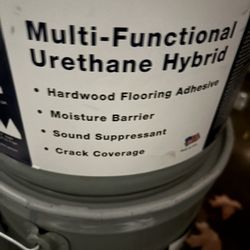 Multi-Functional
Urethane Hybrid
• Hardwood Flooring Adhesive
• Moisture Barrier
• Sound Suppressant
• Crack Coverage